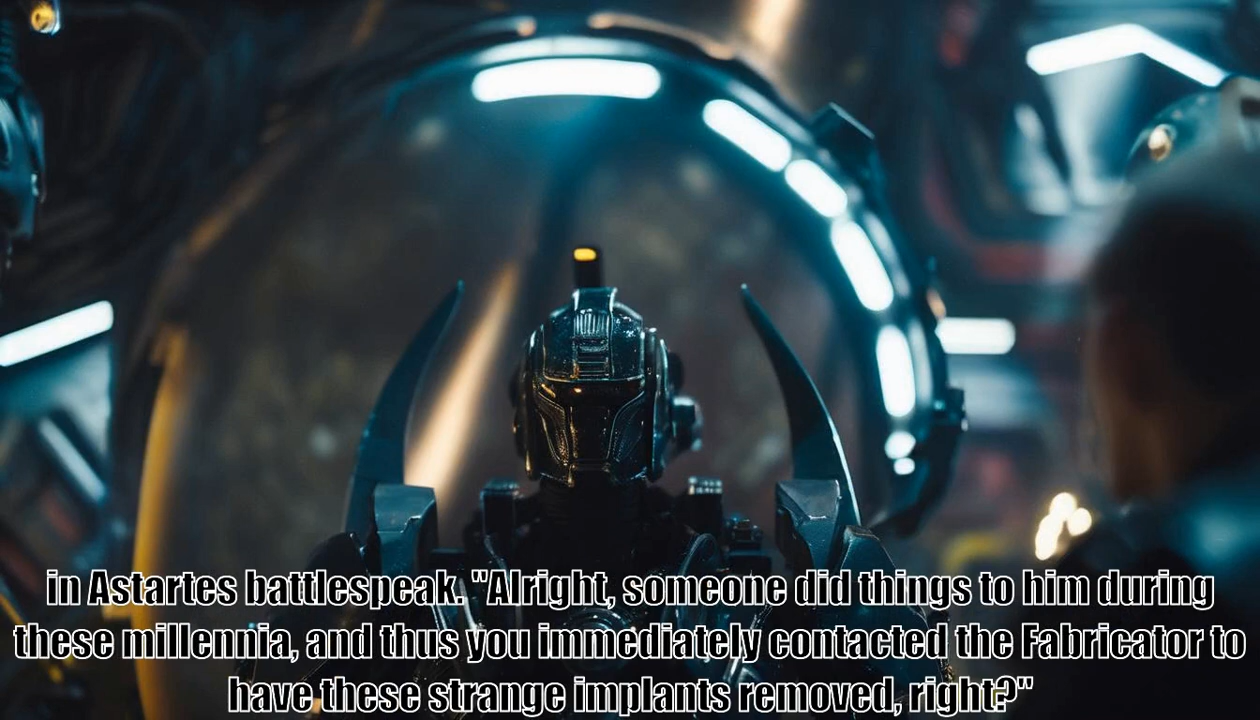 in Astartes battlespeak. "Alright, someone did things to him during
these millennia, and thus you immediately contacted the Fabricator to
have these strange implants removed, right?"